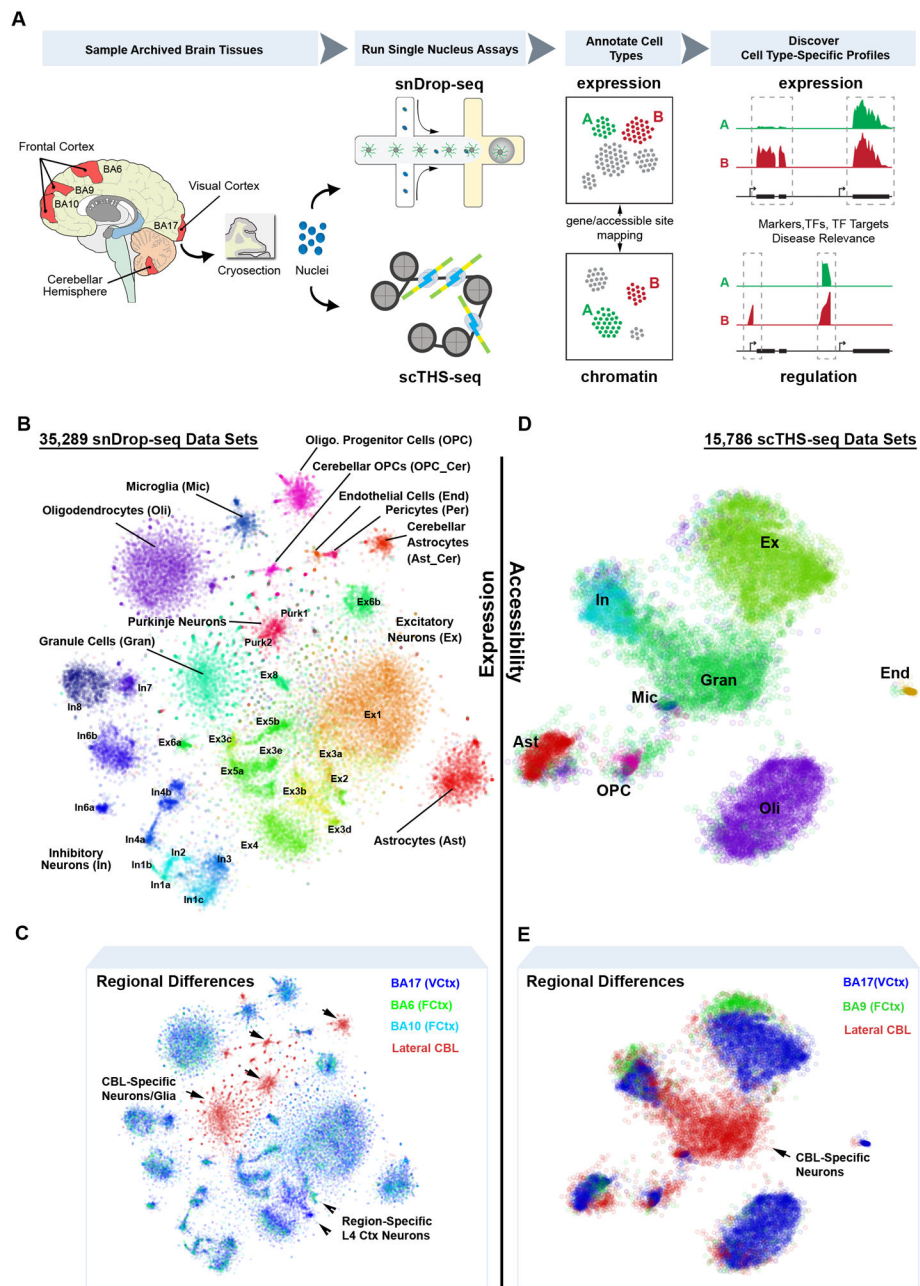 A
Sample Archived Brain Tissues
Run Single Nucleus Assays
Annotate Cell
Types
Discover
Cell Type-Specific Profiles
snDrop-seq
expression
expression
Frontal Cortex
BA6
BA9
BA10
Visual Cortex
BA17
Cerebellar
Hemisphere
Cryosection
Nuclei
scTHS-seq
A
B
gene/accessible site
mapping
A
B
chromatin
A
B
Markers,TFs, TF Targets
Disease Relevance
A
B
regulation
B
35,289 snDrop-seq Data Sets
Oligo. Progenitor Cells (OPC)
Cerebellar OPCs (OPC_Cer)
Microglia (Mic)
Endothelial Cells (End)
Pericytes (Per)
Oligodendrocytes (Oli)
Cerebellar
Astrocytes
(Ast_Cer)
Ex6b
Purk1
Purkinje Neurons
Excitatory
Neurons (Ex)
Purk2
Granule Cells (Gran)
Ex8
In7
In8
Ex1
Ex5b
In6b
Ex6a
Ex3c
Ex3e
Ex3a
Ex5a
Ex2
In4b
Ex3b
In6a
Ex3d
In4a
Ex4
Astrocytes (Ast)
Inhibitory
Neurons (In)
In2
In3
In1b
In1a
In1c
Expression
Accessibility
D
15,786 scTHS-seq Data Sets
Ex
In
Gran
End
Mic
Ast
OPC
Oli
C
Regional Differences
BA17 (VCtx)
BA6 (FCtx)
BA10 (FCtx)
Lateral CBL
CBL-Specific
Neurons/Glia
Region-Specific
L4 Ctx Neurons
E
Regional Differences
BA17(VCtx)
BA9 (FCtx)
Lateral CBL
CBL-Specific
Neurons